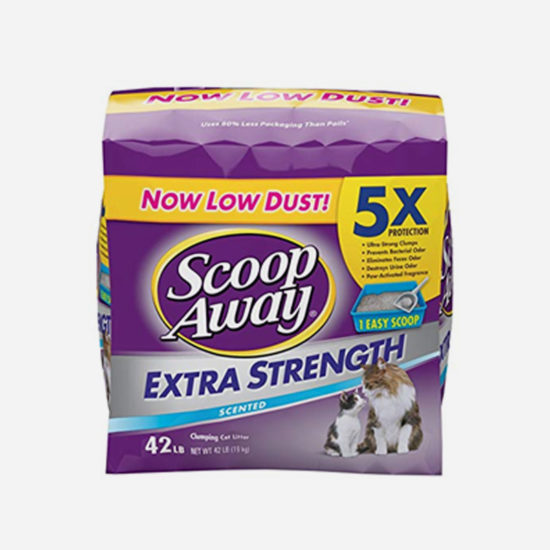 NOW LOW DUST!
Uses 60% Less Packaging Than Pails*
NOW LOW DUST!
5X
PROTECTION
• Ultra Strong Clumps
• Prevents Bacterial Odor
• Eliminates Feces Odor
• Destroys Urine Odor
• Paw-Activated Fragrance
1 EASY SCOOP
Scoop
Away®
EXTRA STRENGTH
SCENTED
42 LB
Clumping Cat Litter
NET WT 42 LB (19 kg)